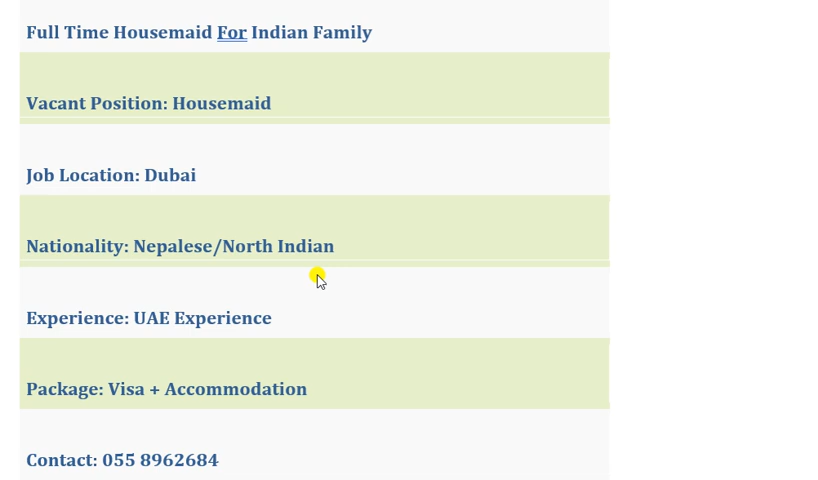 Full Time Housemaid For Indian Family
Vacant Position: Housemaid
Job Location: Dubai
Nationality: Nepalese/North Indian
Experience: UAE Experience
Package: Visa + Accommodation
Contact: 055 8962684